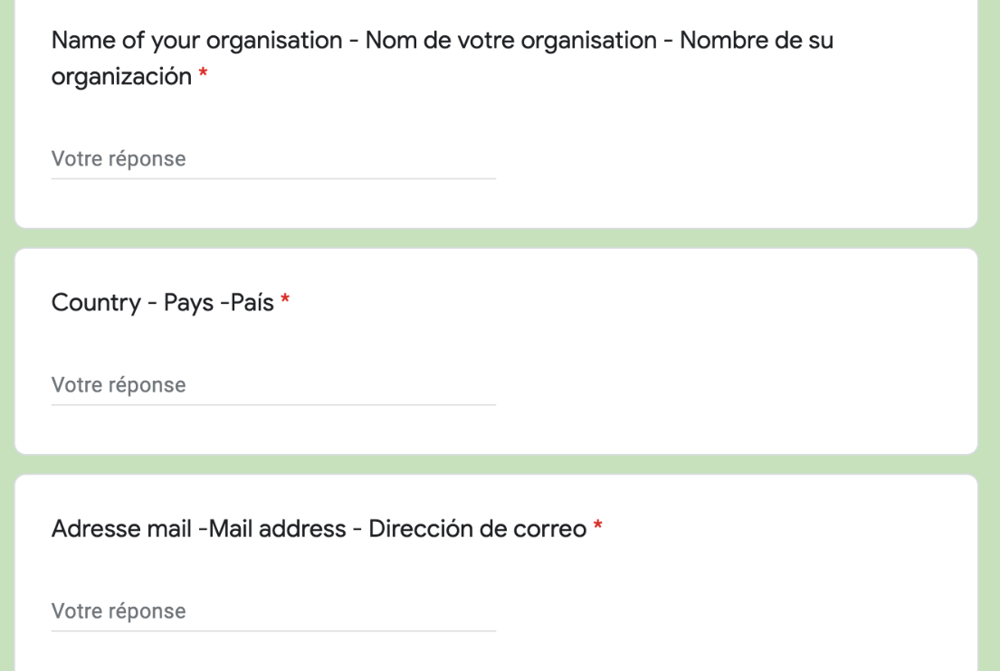 Name of your organisation - Nom de votre organisation - Nombre de su
organización *
Votre réponse
Country - Pays -País *
Votre réponse
Adresse mail -Mail address - Dirección de correo *
Votre réponse